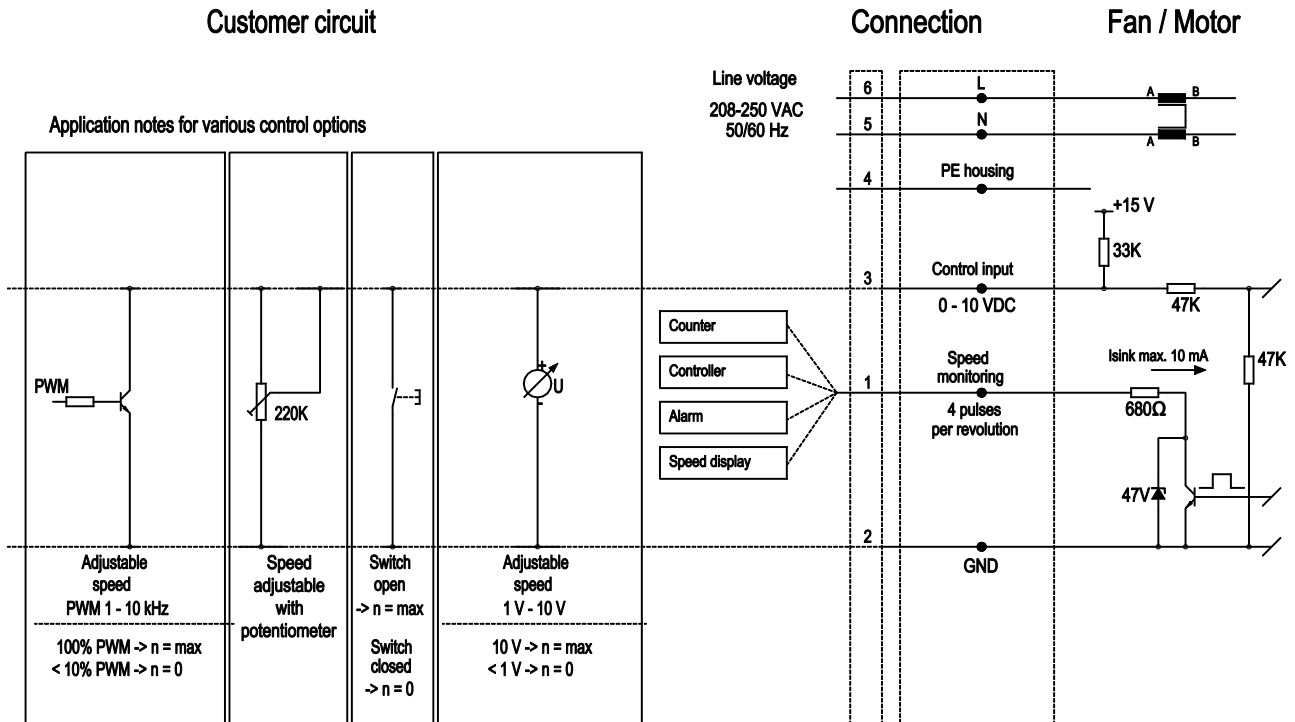 Customer circuit
Connection
Fan / Motor
Line voltage
208-250 VAC
50/60 Hz
6
L
A
B
5
N
A
B
Application notes for various control options
4
PE housing
+15 V
33K
3
Control input
0 - 10 VDC
47K
47K
Counter
Controller
Alarm
Speed display
1
Speed
monitoring
4 pulses
per revolution
Isink max. 10 mA
680Ω
47V
PWM
220K
+
U
-
2
GND
Adjustable
speed
PWM 1 - 10 kHz
100% PWM -> n = max
< 10% PWM -> n = 0
Speed
adjustable
with
potentiometer
Switch
open
-> n = max
Switch
closed
-> n = 0
Adjustable
speed
1 V - 10 V
10 V -> n = max
< 1 V -> n = 0